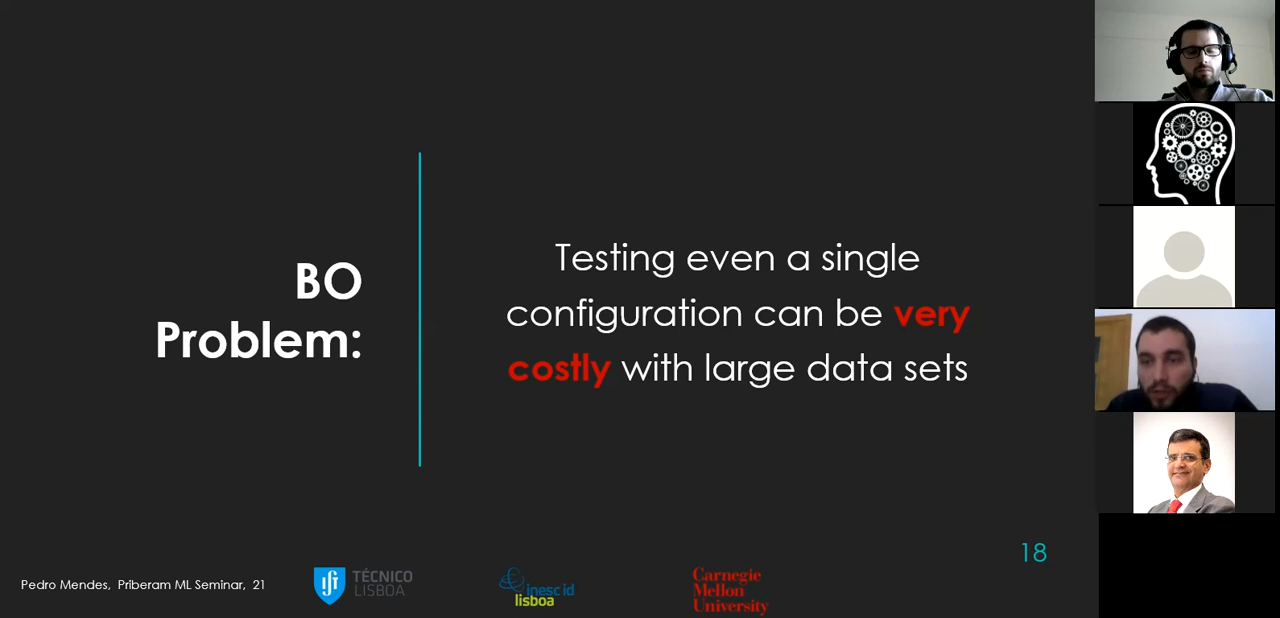 BO
Problem:
Testing even a single
configuration can be very
costly with large data sets
18
Pedro Mendes, Priberam ML Seminar, 21
TÉCNICO
LISBOA
inesc id
lisboa
Carnegie
Mellon
University